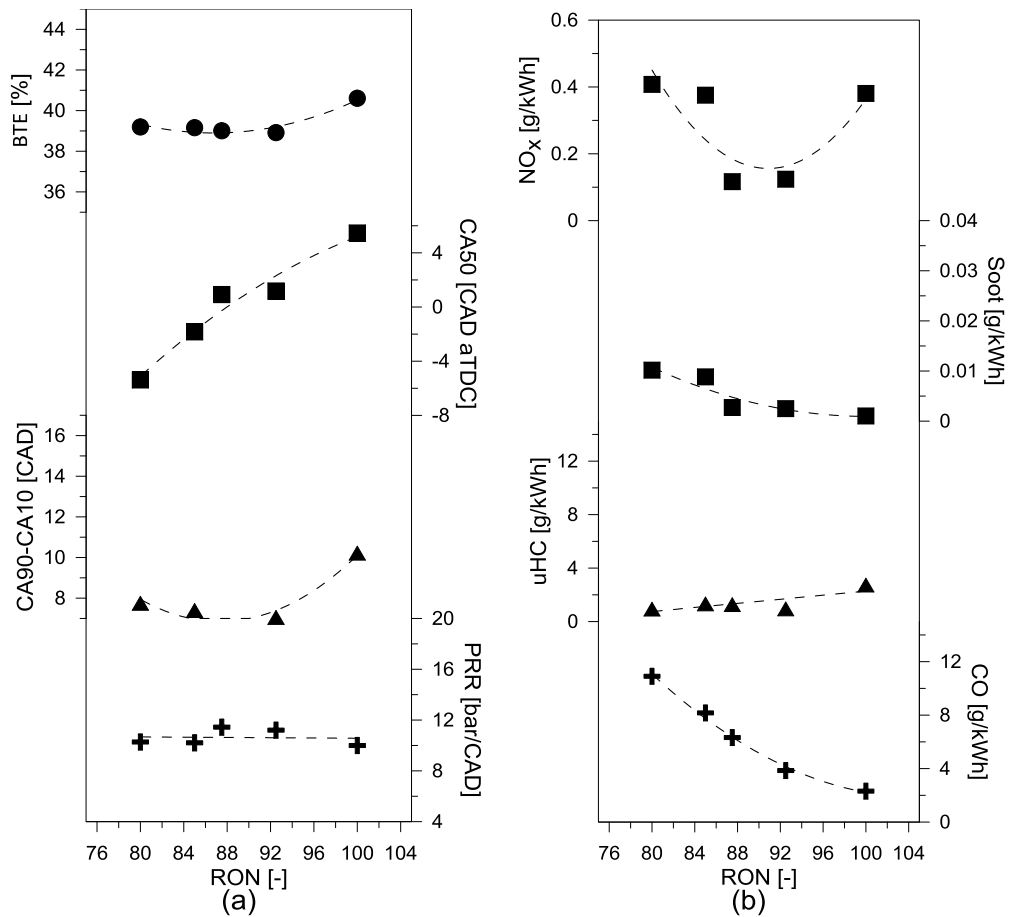 44
42
40
38
36
BTE [%]
4
0
-4
-8
CA50 [CAD aTDC]
16
14
12
10
8
CA90-CA10 [CAD]
20
16
12
8
4
PRR [bar/CAD]
76 80 84 88 92 96 100 104
RON [-]
(a)
0.6
0.4
0.2
0
NOx [g/kWh]
0.04
0.03
0.02
0.01
0
Soot [g/kWh]
12
8
4
0
uHC [g/kWh]
12
8
4
0
CO [g/kWh]
76 80 84 88 92 96 100 104
RON [-]
(b)